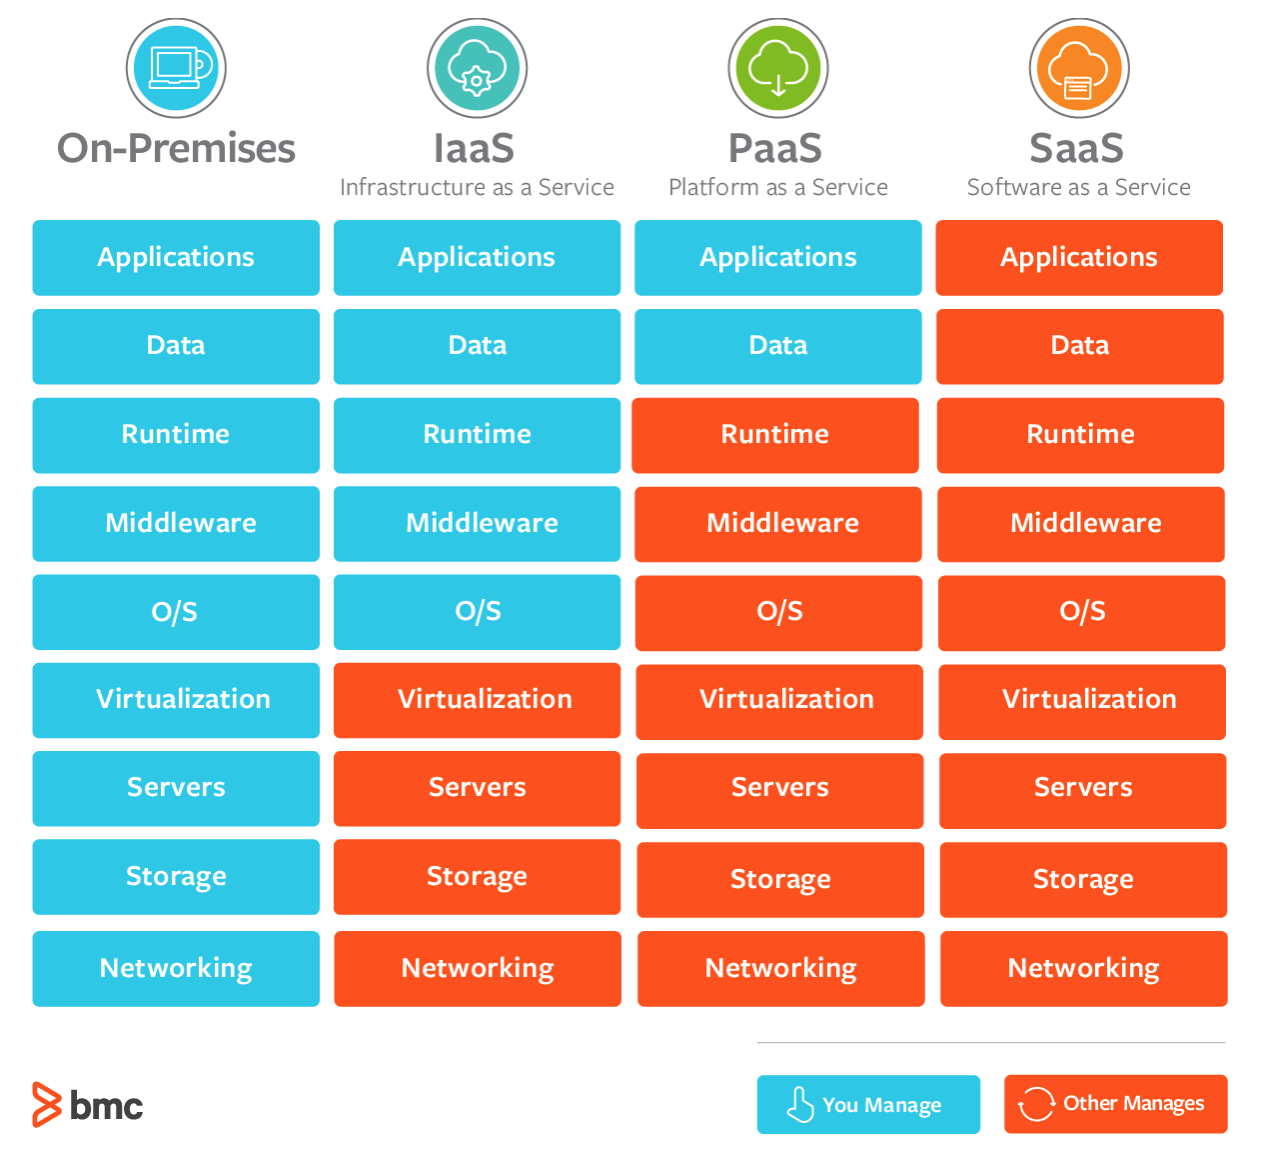 On-Premises
IaaS
Infrastructure as a Service
PaaS
Platform as a Service
SaaS
Software as a Service
Applications
Applications
Applications
Applications
Data
Data
Data
Data
Runtime
Runtime
Runtime
Runtime
Middleware
Middleware
Middleware
Middleware
O/S
O/S
O/S
O/S
Virtualization
Virtualization
Virtualization
Virtualization
Servers
Servers
Servers
Servers
Storage
Storage
Storage
Storage
Networking
Networking
Networking
Networking
bmc
You Manage
Other Manages